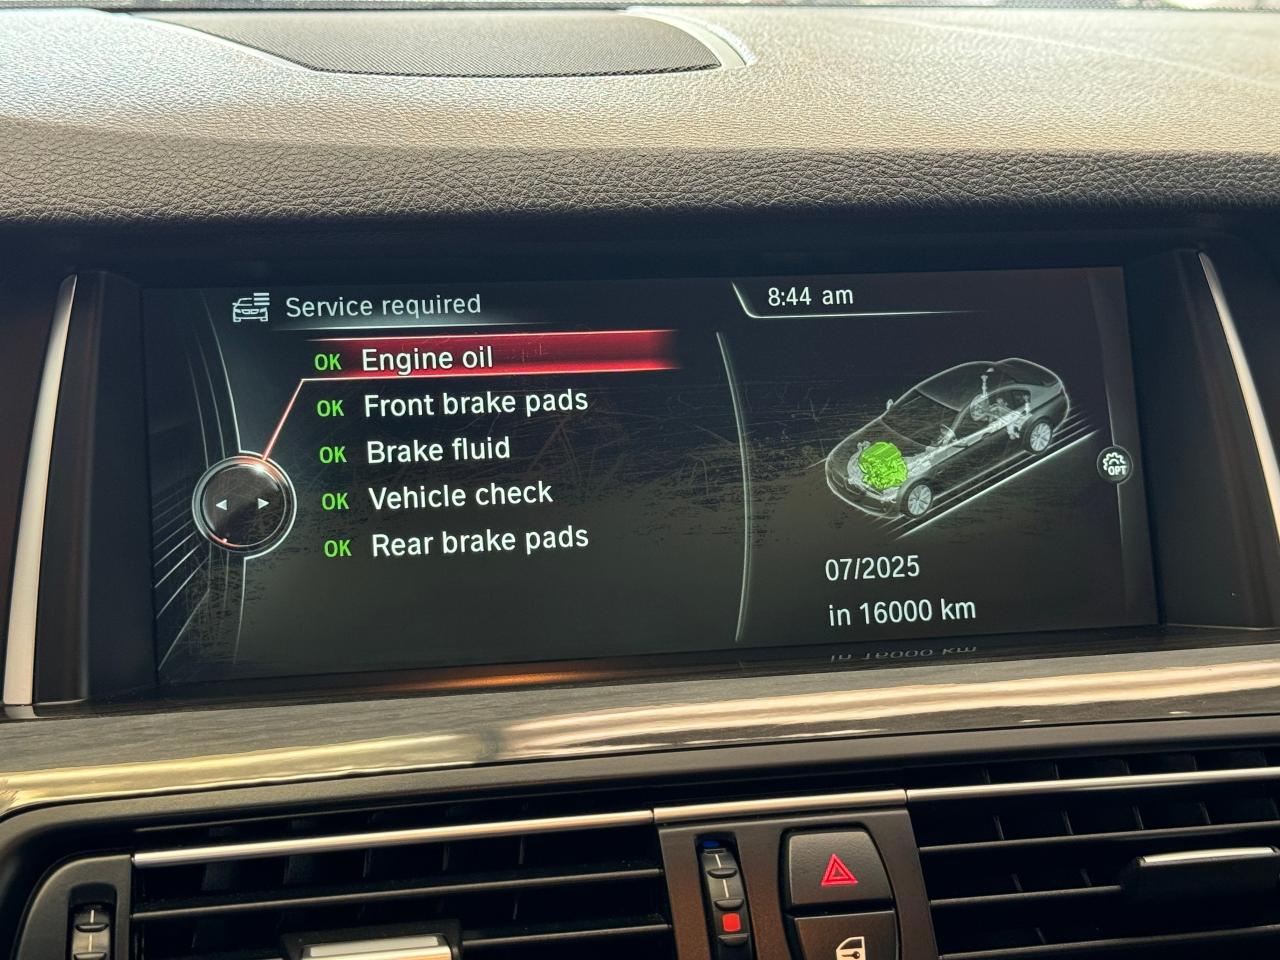 Service required
8:44 am
OK Engine oil
OK Front brake pads
OK Brake fluid
OK Vehicle check
OK Rear brake pads
OPT
07/2025
in 16000 km